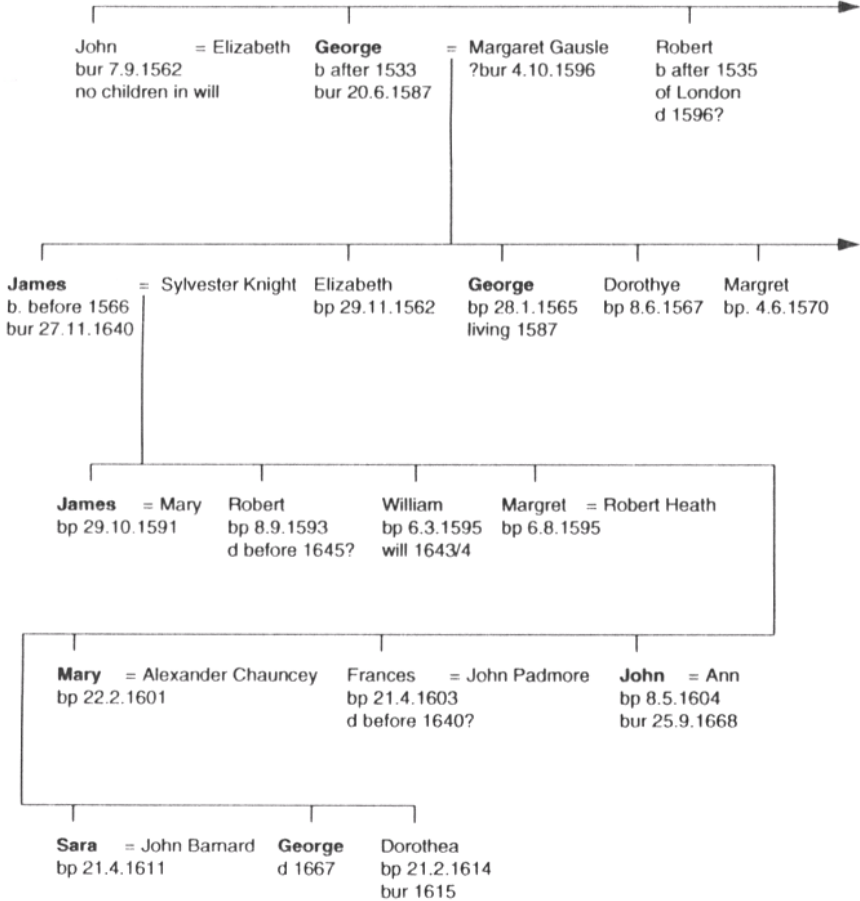 John = Elizabeth George = Margaret Gausle Robert
bur 7.9.1562 b after 1533 ?bur 4.10.1596 b after 1535
no children in will bur 20.6.1587 of London
d 1596?
James = Sylvester Knight Elizabeth George Dorothye Margret
b. before 1566 bp 29.11.1562 bp 28.1.1565 bp 8.6.1567 bp. 4.6.1570
bur 27.11.1640 living 1587
James = Mary Robert William Margret = Robert Heath
bp 29.10.1591 bp 8.9.1593 bp 6.3.1595 bp 6.8.1595
d before 1645? will 1643/4
Mary = Alexander Chauncey Frances = John Padmore John = Ann
bp 22.2.1601 bp 21.4.1603 bp 8.5.1604
d before 1640? bur 25.9.1668
Sara = John Barnard George Dorothea
bp 21.4.1611 d 1667 bp 21.2.1614
bur 1615